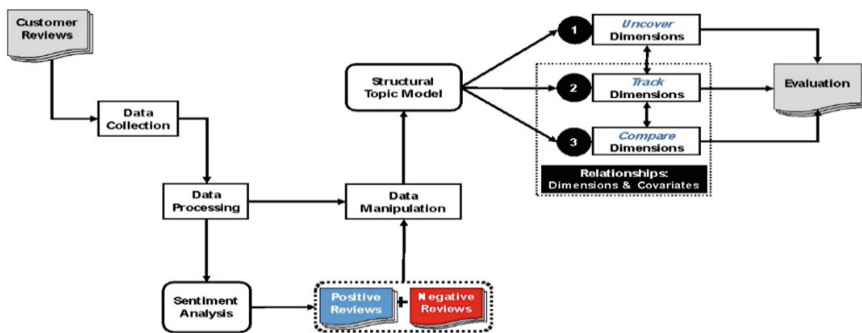 Customer
Reviews
Data
Collection
Data
Processing
Sentiment
Analysis
Positive
Reviews
+
Negative
Reviews
Data
Manipulation
Structural
Topic Model
1
Uncover
Dimensions
2
Track
Dimensions
3
Compare
Dimensions
Relationships:
Dimensions & Covariates
Evaluation